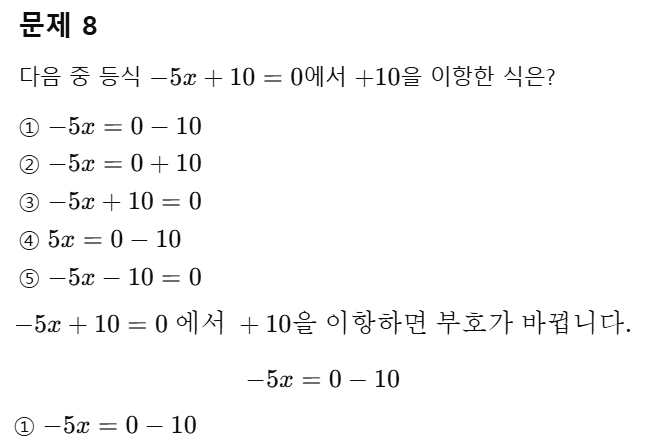 문제 8
다음 중 등식 −5x + 10 = 0에서 +10을 이항한 식은?
① −5x = 0 − 10
② −5x = 0 + 10
③ −5x + 10 = 0
④ 5x = 0 − 10
⑤ −5x − 10 = 0
−5x + 10 = 0 에서 + 10을 이항하면 부호가 바뀝니다.
−5x = 0 − 10
① −5x = 0 − 10